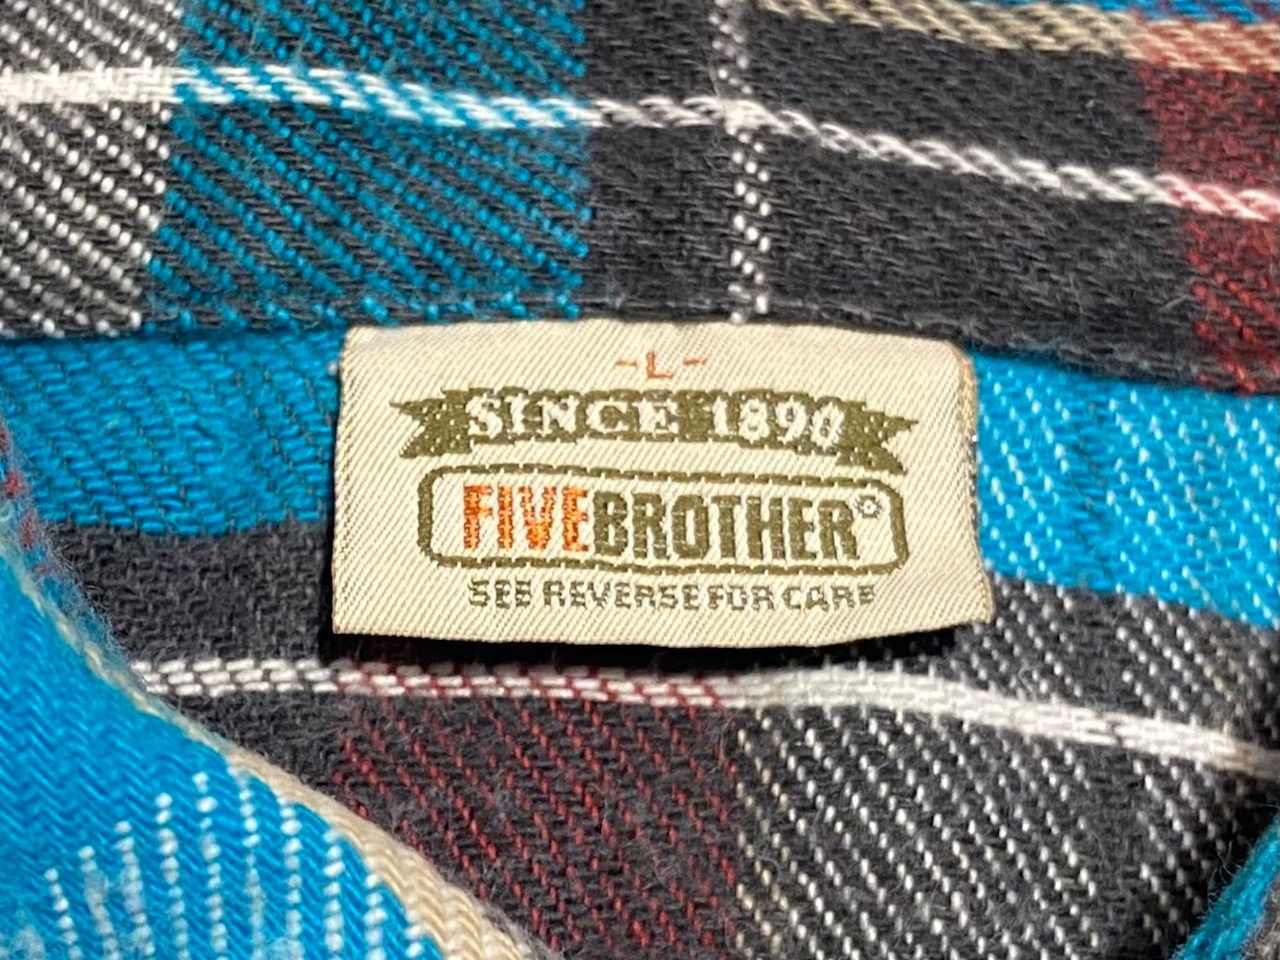 -L-
SINCE 1890
FIVEBROTHER®
SEE REVERSE FOR CARE